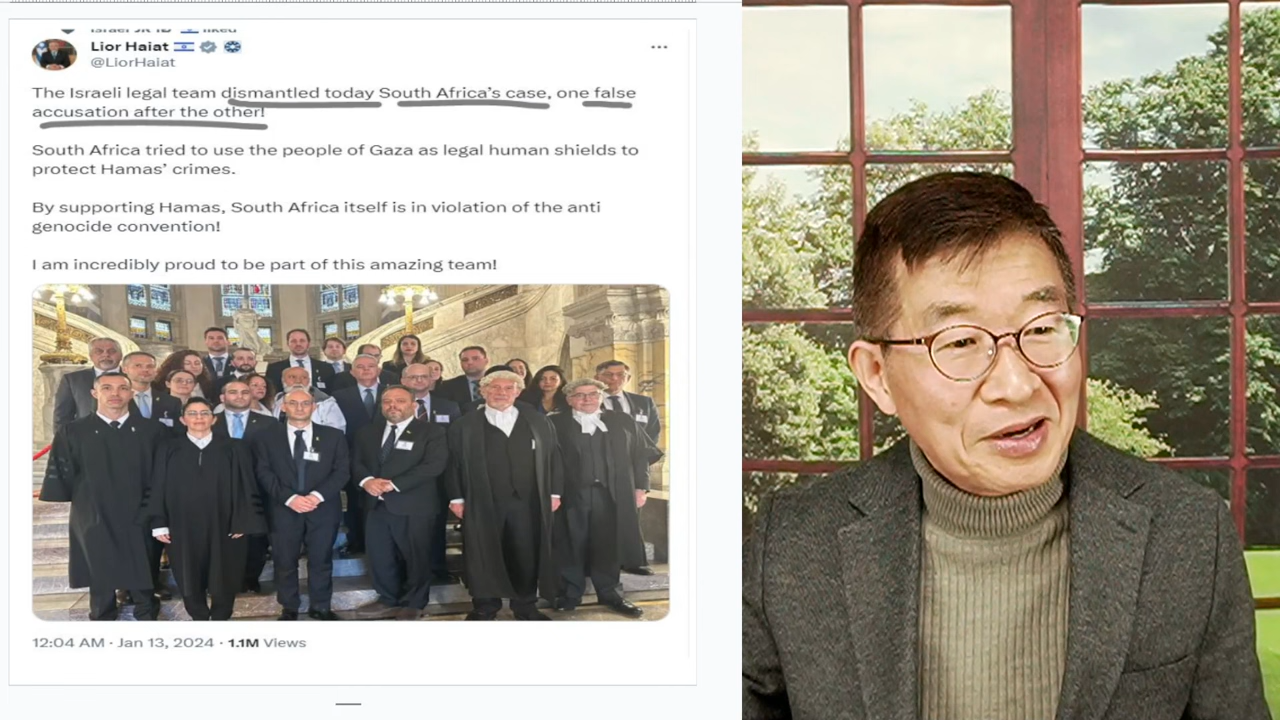 Lior Haiat
@LiorHaiat
The Israeli legal team dismantled today South Africa's case, one false
accusation after the other!
South Africa tried to use the people of Gaza as legal human shields to
protect Hamas' crimes.
By supporting Hamas, South Africa itself is in violation of the anti
genocide convention!
I am incredibly proud to be part of this amazing team!
12:04 AM · Jan 13, 2024 · 1.1M Views